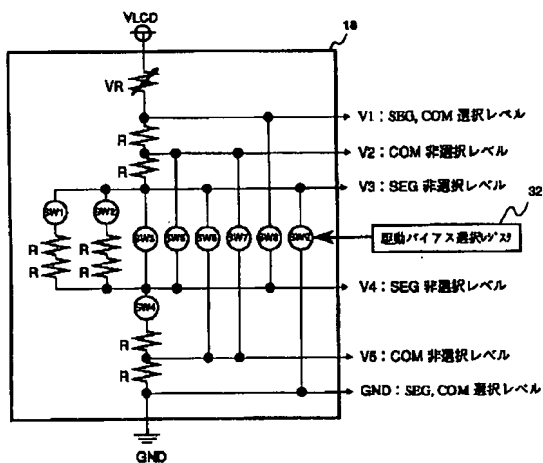 VLCD
18
VR
V1 : SEG, COM 選択レベル
R
V2 : COM 非選択レベル
R
V3 : SEG 非選択レベル
32
SW1 SW2
SW3 SW5 SW6 SW7 SW8
駆動バイアス選択レジスタ
R R
R R
V4 : SEG 非選択レベル
SW4
R
V5 : COM 非選択レベル
R
GND : SEG, COM 選択レベル
GND